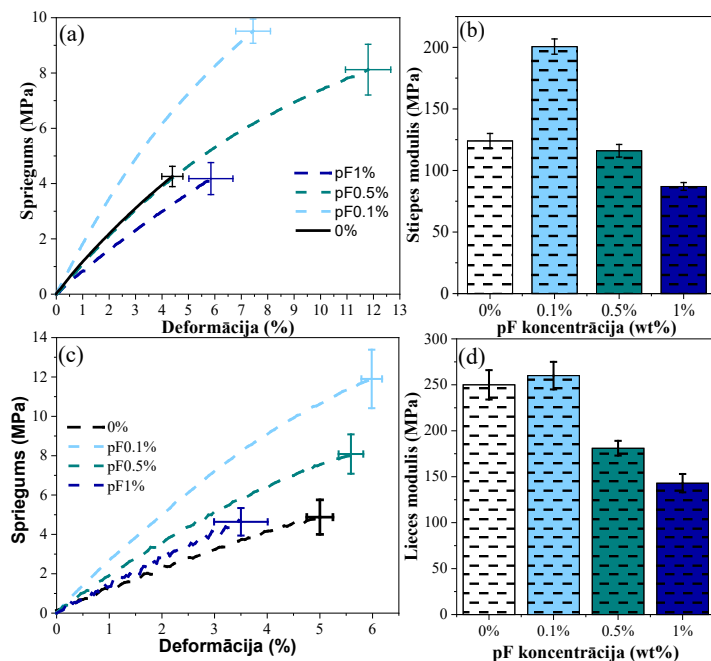 (a)
Spriegums (MPa)
10
8
6
4
2
0
pF1%
pF0.5%
pF0.1%
0%
0 1 2 3 4 5 6 7 8 9 10 11 12 13
Deformācija (%)
(b)
Stiepes modulis (MPa)
200
150
100
50
0
0% 0.1% 0.5% 1%
pF koncentrācija (wt%)
(c)
Spriegums (MPa)
14
12
10
8
6
4
2
0
0%
pF0.1%
pF0.5%
pF1%
0 1 2 3 4 5 6
Deformācija (%)
(d)
Lieces modulis (MPa)
300
250
200
150
100
50
0
0% 0.1% 0.5% 1%
pF koncentrācija (wt%)